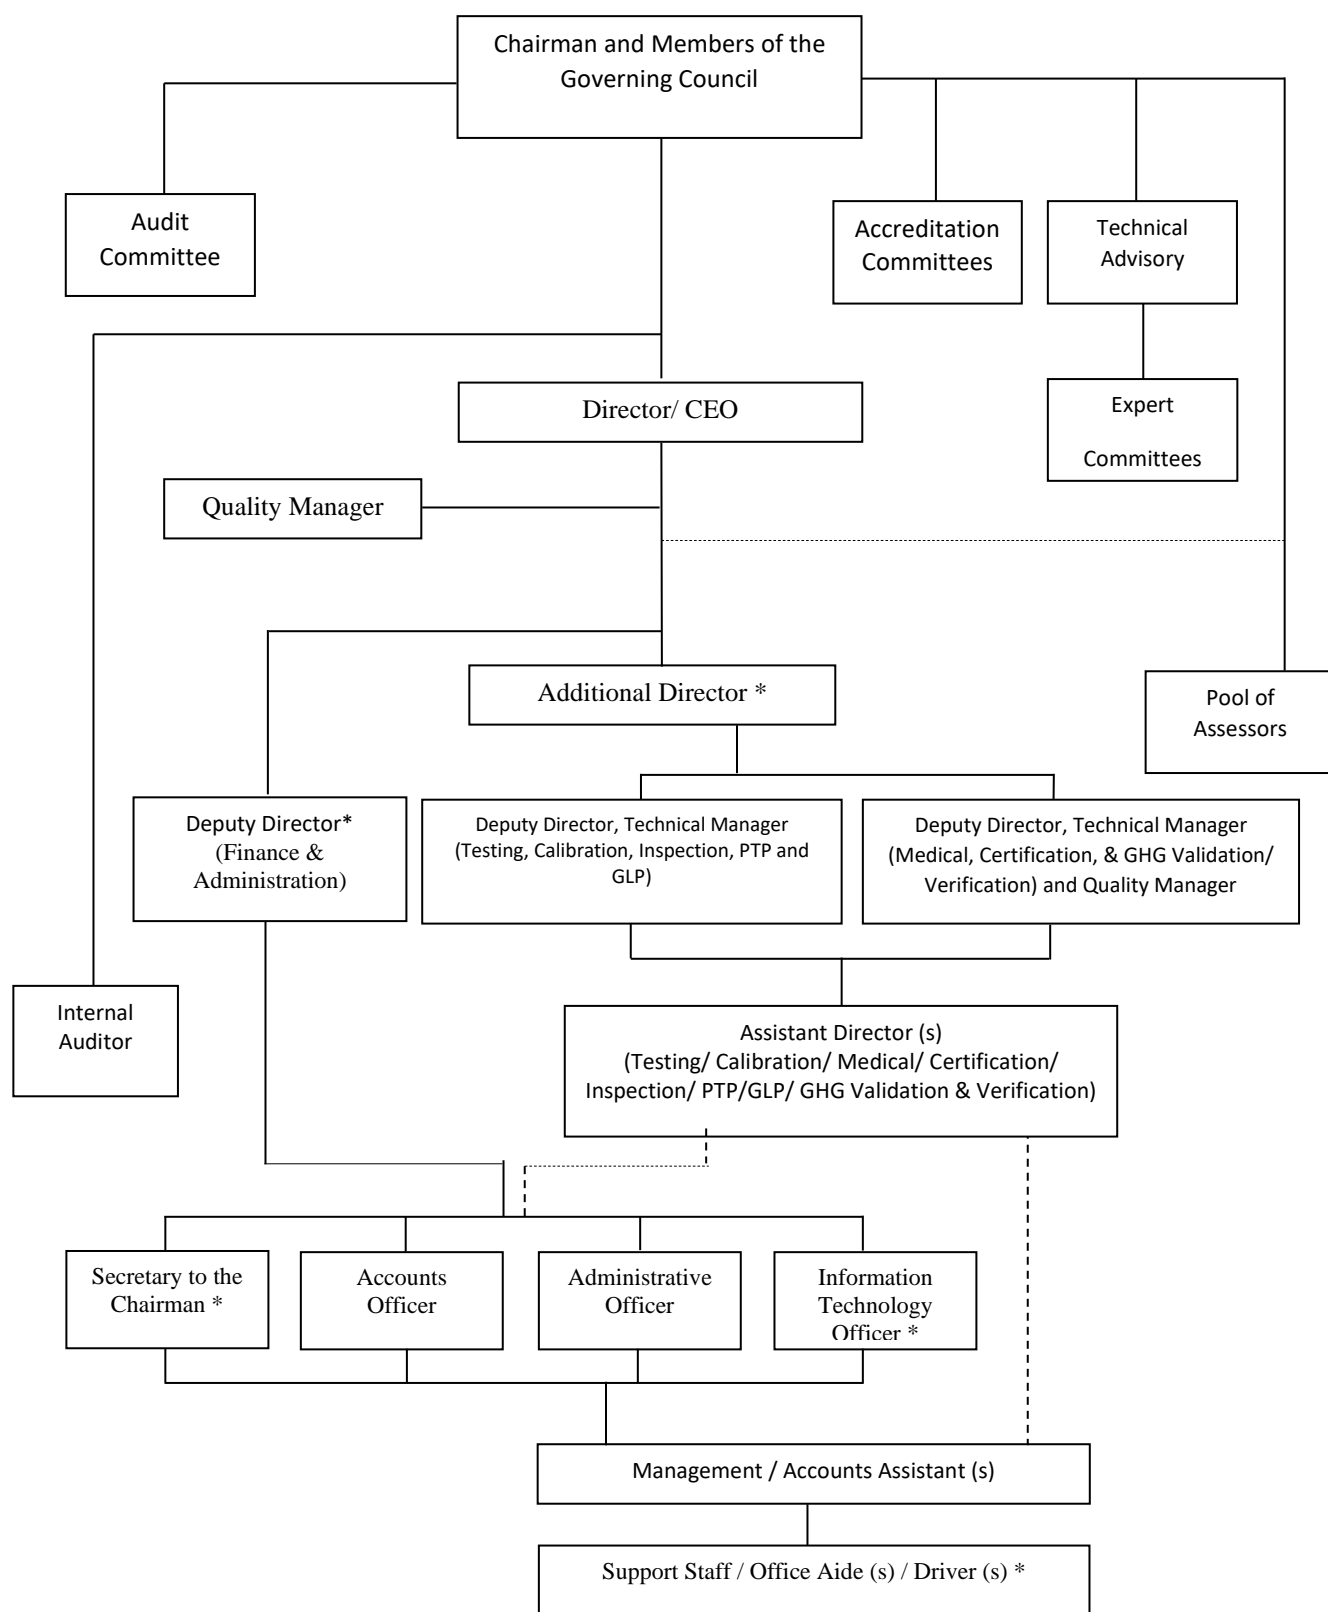 Chairman and Members of the
Governing Council
Audit
Committee
Accreditation
Committees
Technical
Advisory
Director/ CEO
Expert
Committees
Quality Manager
Additional Director *
Pool of
Assessors
Deputy Director*
(Finance &
Administration)
Deputy Director, Technical Manager
(Testing, Calibration, Inspection, PTP and
GLP)
Deputy Director, Technical Manager
(Medical, Certification, & GHG Validation/
Verification) and Quality Manager
Internal
Auditor
Assistant Director (s)
(Testing/ Calibration/ Medical/ Certification/
Inspection/ PTP/GLP/ GHG Validation & Verification)
Secretary to the
Chairman *
Accounts
Officer
Administrative
Officer
Information
Technology
Officer *
Management / Accounts Assistant (s)
Support Staff / Office Aide (s) / Driver (s) *